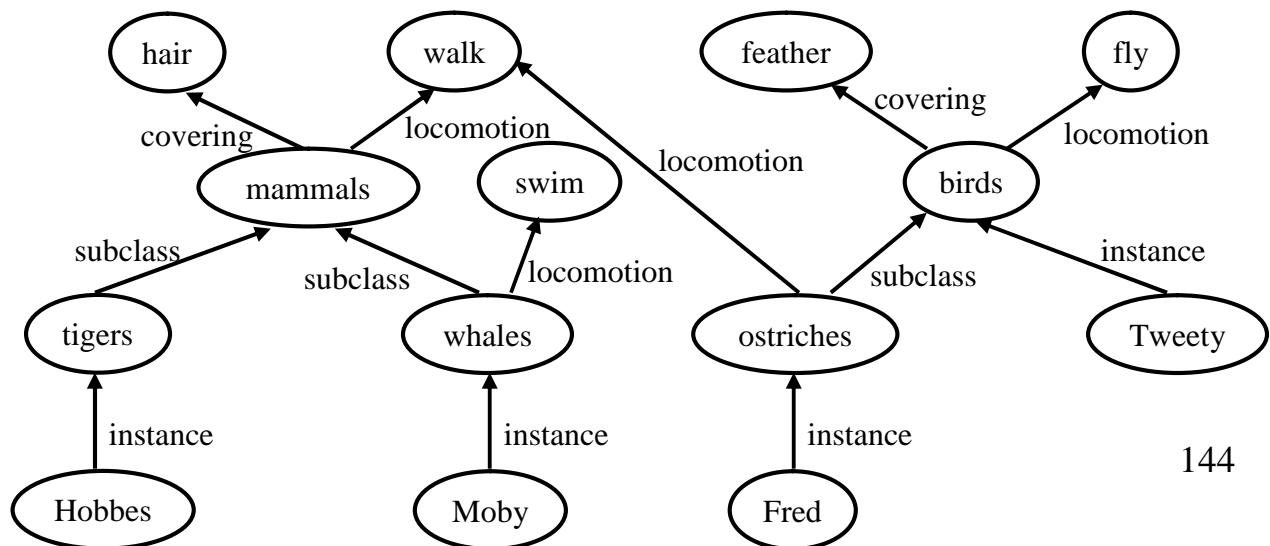 hair
walk
feather
fly
covering
locomotion
covering
locomotion
locomotion
mammals
swim
birds
subclass
subclass
locomotion
subclass
instance
tigers
whales
ostriches
Tweety
instance
instance
instance
144
Hobbes
Moby
Fred